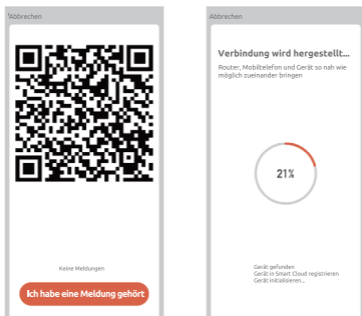 Abbrechen
Keine Meldungen
Ich habe eine Meldung gehört
Abbrechen
Verbindung wird hergestellt...
Router, Mobiltelefon und Gerät so nah wie
möglich zueinander bringen
21%
Gerät gefunden
Gerät in Smart Cloud registrieren
Gerät initialisieren...